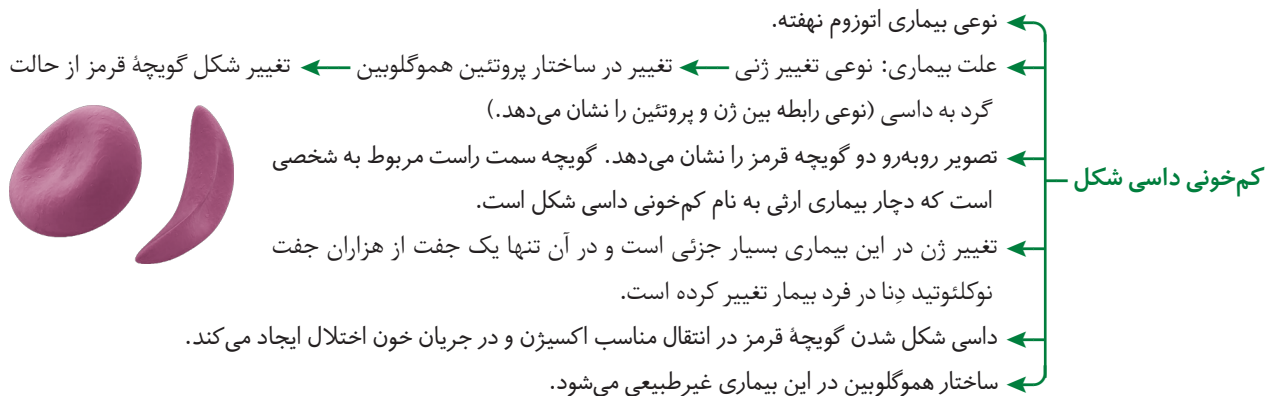 کم‌خونی داسی شکل
نوعی بیماری اتوزوم نهفته.
علت بیماری: نوعی تغییر ژنی ← تغییر در ساختار پروتئین هموگلوبین ← تغییر شکل گویچهٔ قرمز از حالت
گرد به داسی (نوعی رابطه بین ژن و پروتئین را نشان می‌دهد.)
تصویر روبه‌رو دو گویچه قرمز را نشان می‌دهد. گویچه سمت راست مربوط به شخصی
است که دچار بیماری ارثی به نام کم‌خونی داسی شکل است.
تغییر ژن در این بیماری بسیار جزئی است و در آن تنها یک جفت از هزاران جفت
نوکلئوتید دِنا در فرد بیمار تغییر کرده است.
داسی شکل شدن گویچهٔ قرمز در انتقال مناسب اکسیژن و در جریان خون اختلال ایجاد می‌کند.
ساختار هموگلوبین در این بیماری غیرطبیعی می‌شود.